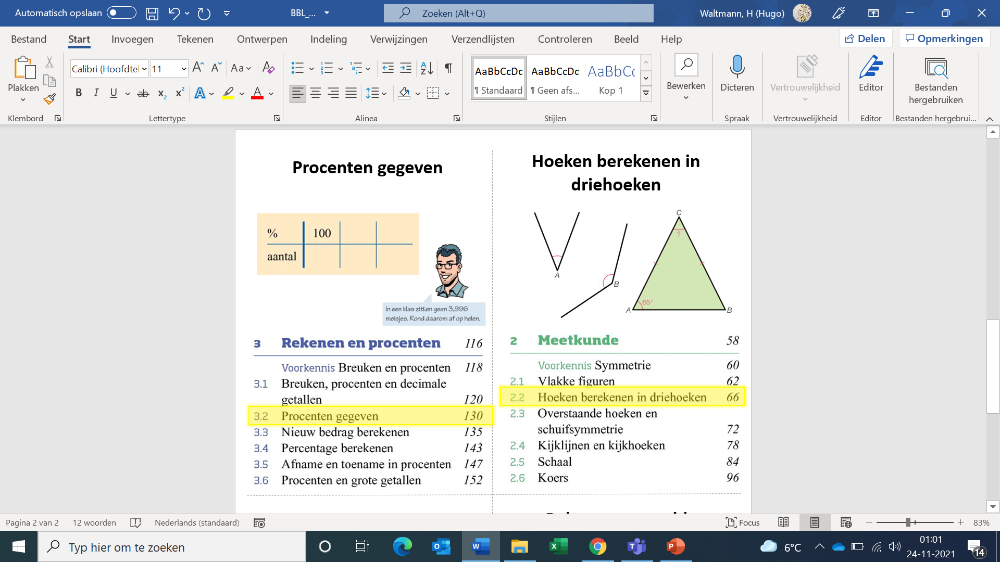 Automatisch opslaan
BBL_...
Zoeken (Alt+Q)
Waltmann, H (Hugo)
Bestand Start Invoegen Tekenen Ontwerpen Indeling Verwijzingen Verzendlijsten Controleren Beeld Help
Delen
Opmerkingen
Plakken
Klembord
Calibri (Hoofdtel
11
Lettertype
Alinea
AaBbCcDc
¶ Standaard
AaBbCcDc
¶ Geen afs...
AaBbCc
Kop 1
Stijlen
Bewerken
Dicteren
Spraak
Vertrouwelijkheid
Vertrouwelijkheid
Editor
Editor
Bestanden
hergebruiken
Bestanden hergebrui...
Procenten gegeven
% 100
aantal
In een klas zitten geen 3,996
meisjes. Rond daarom af op helen.
3 Rekenen en procenten 116
Voorkennis Breuken en procenten 118
3.1 Breuken, procenten en decimale
getallen 120
3.2 Procenten gegeven 130
3.3 Nieuw bedrag berekenen 135
3.4 Percentage berekenen 143
3.5 Afname en toename in procenten 147
3.6 Procenten en grote getallen 152
Hoeken berekenen in
driehoeken
A
B
C
?
65°
A
B
2 Meetkunde 58
Voorkennis Symmetrie 60
2.1 Vlakke figuren 62
2.2 Hoeken berekenen in driehoeken 66
2.3 Overstaande hoeken en
schuifsymmetrie 72
2.4 Kijklijnen en kijkhoeken 78
2.5 Schaal 84
2.6 Koers 96
Pagina 2 van 2
12 woorden
Nederlands (standaard)
Focus
83%
Typ hier om te zoeken
6°C
01:01
24-11-2021
14